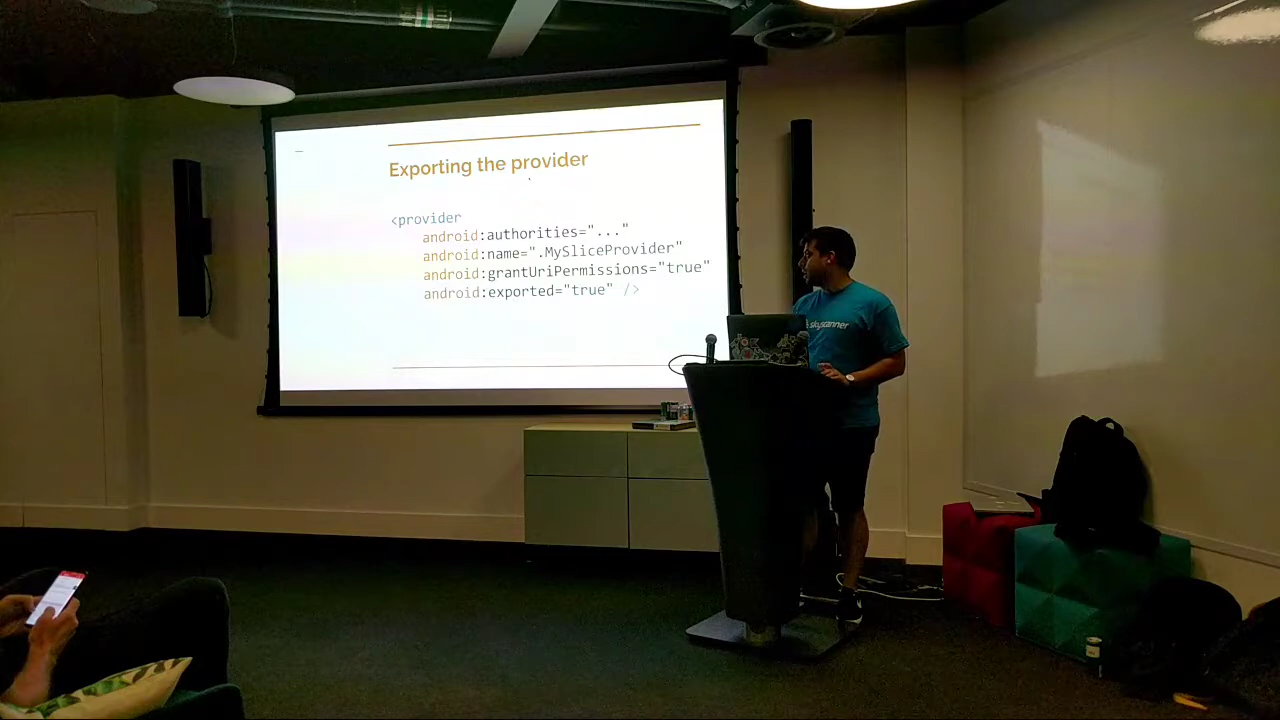 Exporting the provider
<provider
android:authorities="..."
android:name=".MySliceProvider"
android:grantUriPermissions="true"
android:exported="true" />
skyscanner